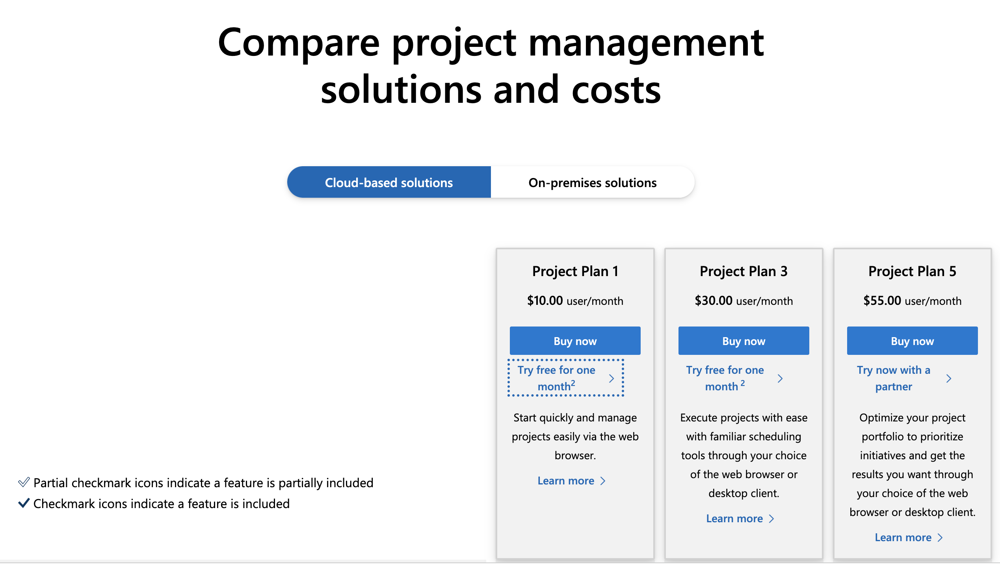 Compare project management
solutions and costs
Cloud-based solutions
On-premises solutions
Project Plan 1
$10.00 user/month
Buy now
Try free for one
month2
Start quickly and manage
projects easily via the web
browser.
Learn more
Project Plan 3
$30.00 user/month
Buy now
Try free for one
month 2
Execute projects with ease
with familiar scheduling
tools through your choice
of the web browser or
desktop client.
Learn more
Project Plan 5
$55.00 user/month
Buy now
Try now with a
partner
Optimize your project
portfolio to prioritize
initiatives and get the
results you want through
your choice of the web
browser or desktop client.
Learn more
Partial checkmark icons indicate a feature is partially included
Checkmark icons indicate a feature is included